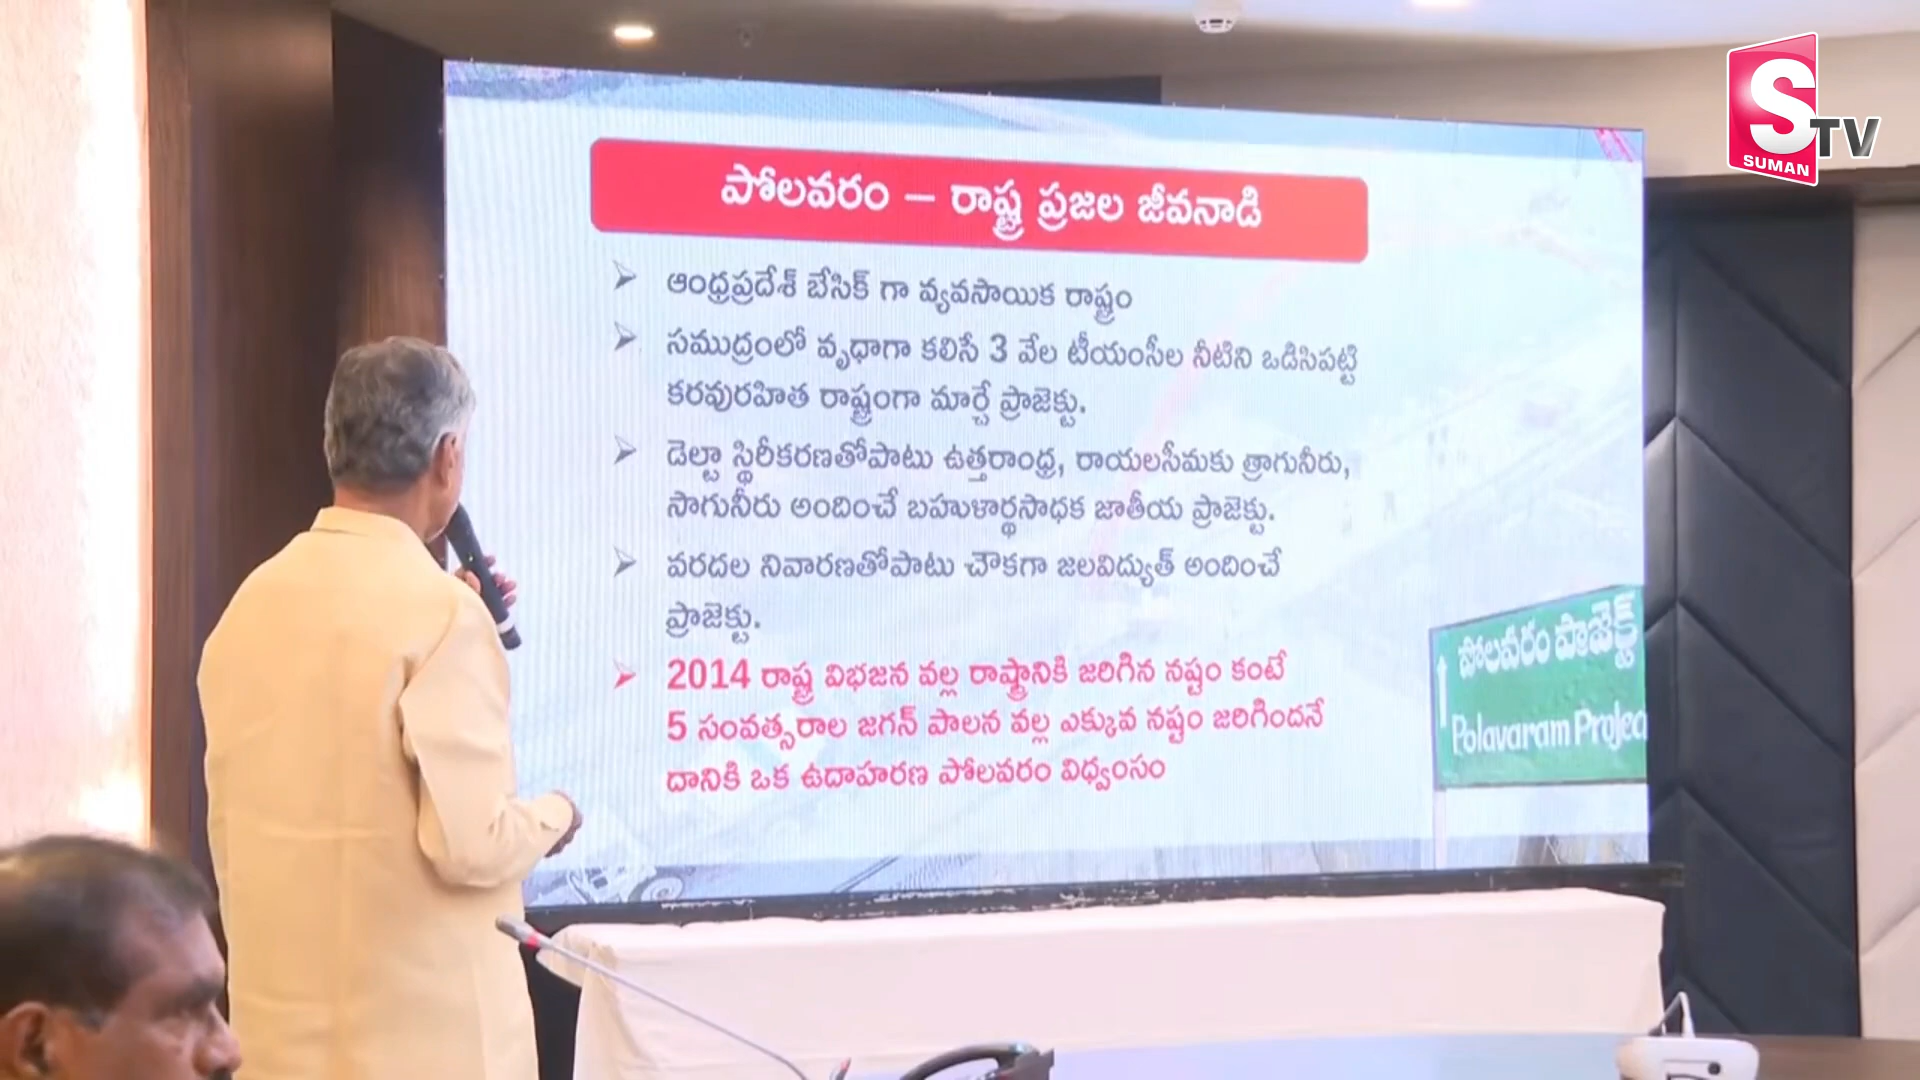 S TV
SUMAN
పోలవరం – రాష్ట్ర ప్రజల జీవనాడి
ఆంధ్రప్రదేశ్ బేసిక్ గా వ్యవసాయిక రాష్ట్రం
సముద్రంలో వృధాగా కలిసే 3 వేల టీయంసీల నీటిని ఒడిసిపట్టి
కరవురహిత రాష్ట్రంగా మార్చే ప్రాజెక్టు.
డెల్టా స్థిరీకరణతోపాటు ఉత్తరాంధ్ర, రాయలసీమకు త్రాగునీరు,
సాగునీరు అందించే బహుళార్థసాధక జాతీయ ప్రాజెక్టు.
వరదల నివారణతోపాటు చౌకగా జలవిద్యుత్ అందించే
ప్రాజెక్టు.
2014 రాష్ట్ర విభజన వల్ల రాష్ట్రానికి జరిగిన నష్టం కంటే
5 సంవత్సరాల జగన్ పాలన వల్ల ఎక్కువ నష్టం జరిగిందనే
దానికి ఒక ఉదాహరణ పోలవరం విధ్వంసం
పోలవరం ప్రాజెక్ట్
Polavaram Projec